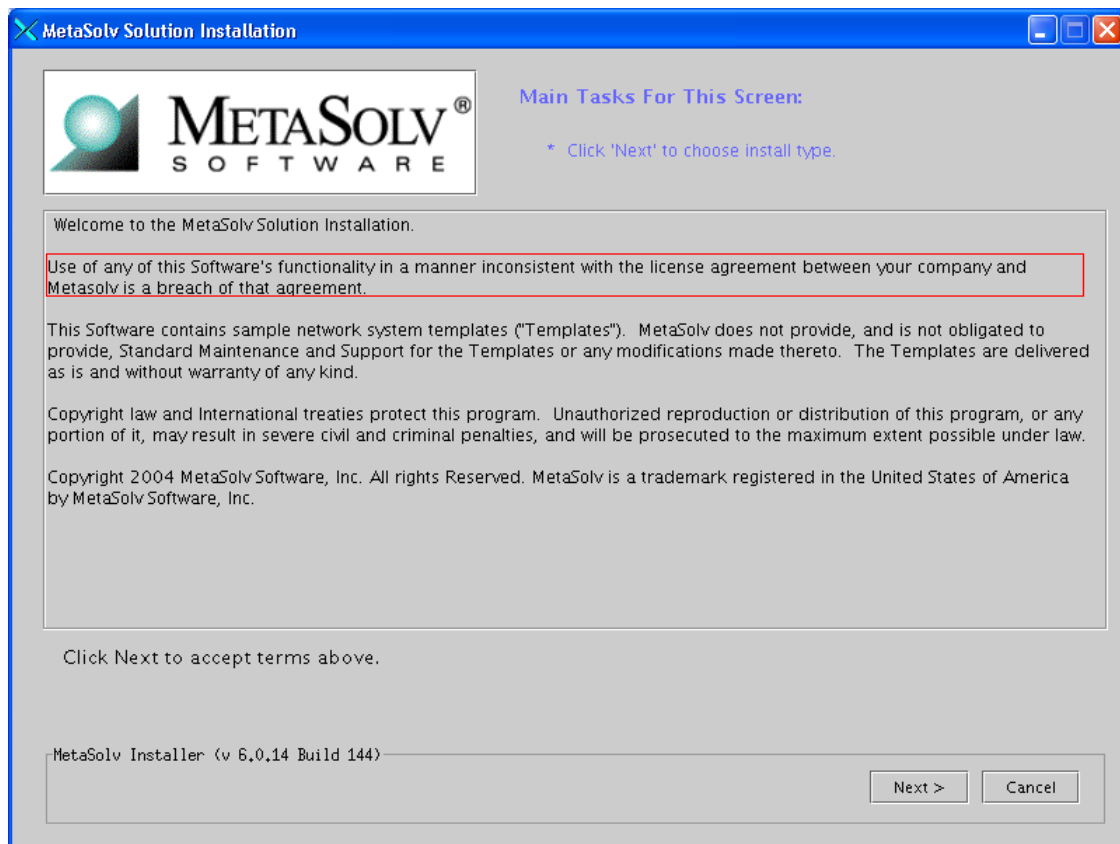 MetaSolv Solution Installation
METASOLV®
SOFTWARE
Main Tasks For This Screen:
* Click 'Next' to choose install type.
Welcome to the MetaSolv Solution Installation.
Use of any of this Software's functionality in a manner inconsistent with the license agreement between your company and
Metasolv is a breach of that agreement.
This Software contains sample network system templates ("Templates").  MetaSolv does not provide, and is not obligated to
provide, Standard Maintenance and Support for the Templates or any modifications made thereto.  The Templates are delivered
as is and without warranty of any kind.
Copyright law and International treaties protect this program.  Unauthorized reproduction or distribution of this program, or any
portion of it, may result in severe civil and criminal penalties, and will be prosecuted to the maximum extent possible under law.
Copyright 2004 MetaSolv Software, Inc. All rights Reserved. MetaSolv is a trademark registered in the United States of America
by MetaSolv Software, Inc.
Click Next to accept terms above.
MetaSolv Installer (v 6.0.14 Build 144)
Next >
Cancel